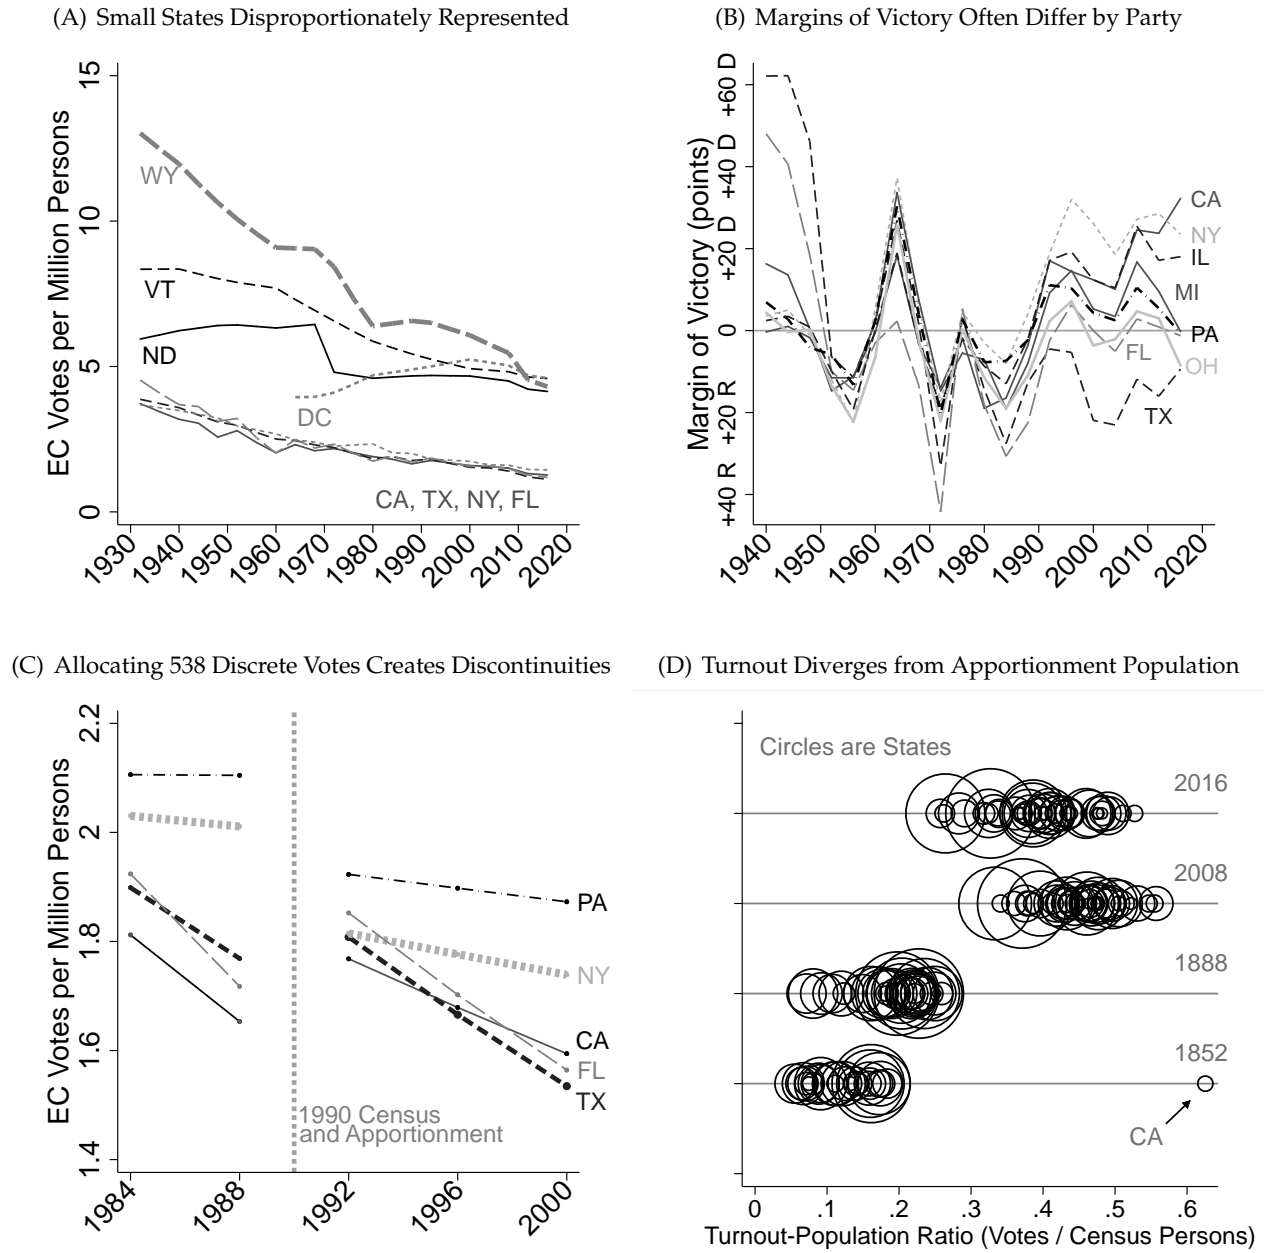 (A) Small States Disproportionately Represented
EC Votes per Million Persons
15
10
5
0
WY
VT
ND
DC
CA, TX, NY, FL
1930 1940 1950 1960 1970 1980 1990 2000 2010 2020
(B) Margins of Victory Often Differ by Party
Margin of Victory (points)
+60 D
+40 D
+20 D
0
+20 R
+40 R
CA
NY
IL
MI
PA
FL
OH
TX
1940 1950 1960 1970 1980 1990 2000 2010 2020
(C) Allocating 538 Discrete Votes Creates Discontinuities
EC Votes per Million Persons
2.2
2
1.8
1.6
1.4
PA
NY
CA
FL
TX
1990 Census
and Apportionment
1984 1988 1992 1996 2000
(D) Turnout Diverges from Apportionment Population
Circles are States
2016
2008
1888
1852
CA
0 .1 .2 .3 .4 .5 .6
Turnout-Population Ratio (Votes / Census Persons)